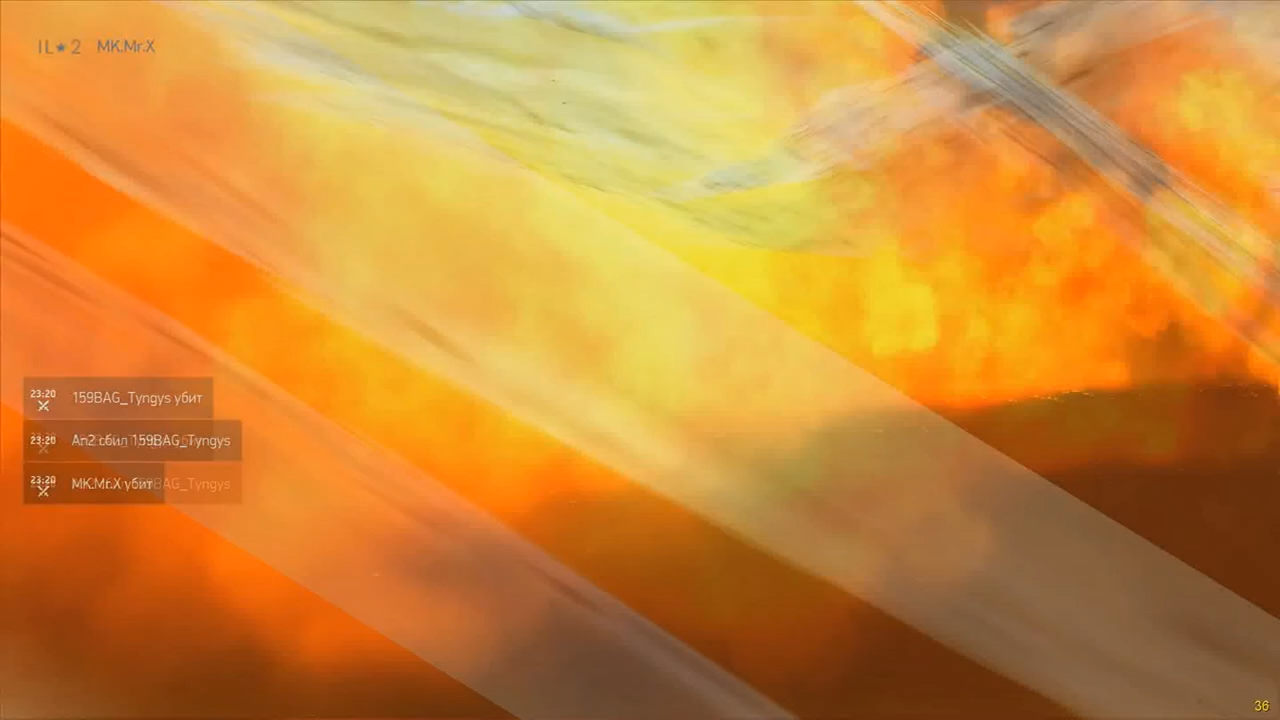 IL★2 MK.Mr.X
23:20 159BAG_Tyngys убит
23:20 An2 сбил 159BAG_Tyngys
23:20 MK.Mr.X убит
36